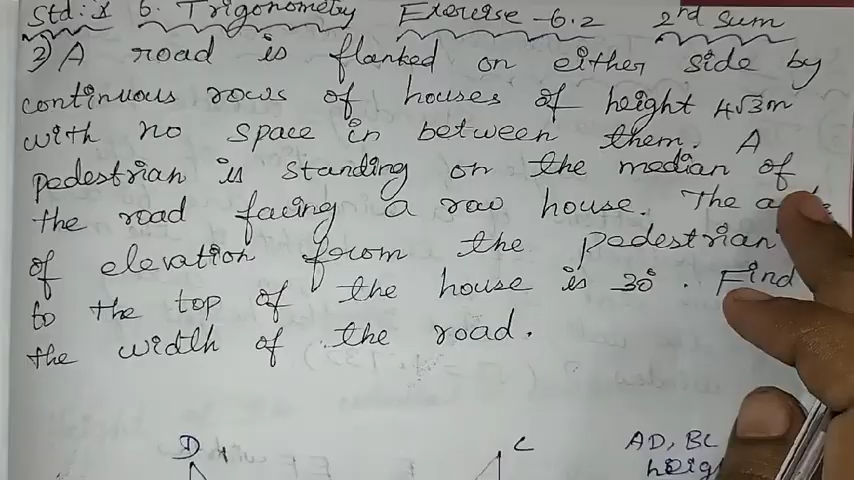 Std: X 6. Trigonometry Exercise - 6.2 2nd sum
2) A road is flanked on either side by
continuous rows of houses of height 4√3m
with no space in between them. A
pedestrian is standing on the median of
the road facing a row house. The
of elevation from the pedestrian
to the top of the house is 30°. Find
the width of the road.
D C AD, BC
heig